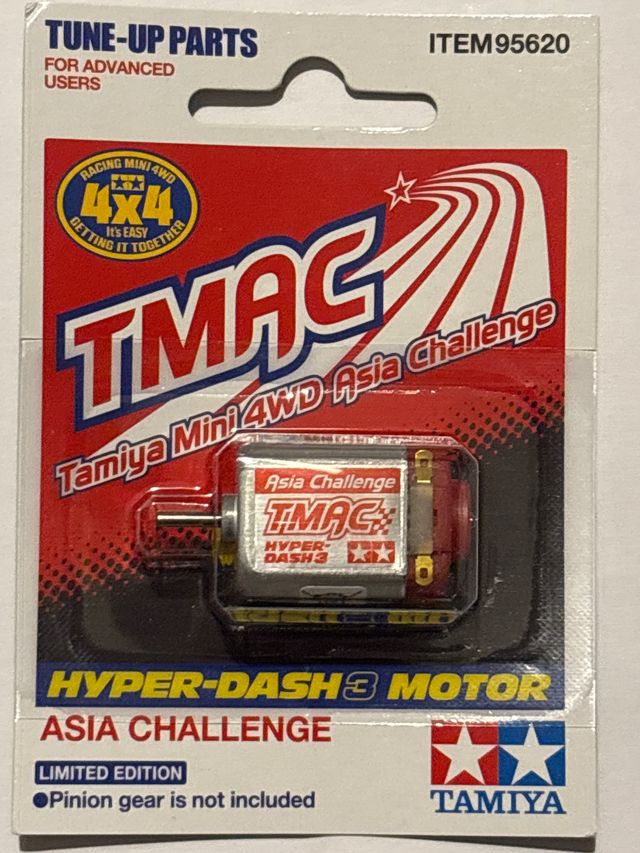 TUNE-UP PARTS
FOR ADVANCED
USERS
ITEM95620
RACING MINI 4WD
4x4
It's EASY
GETTING IT TOGETHER
TMAC
Tamiya Mini 4WD Asia Challenge
Asia Challenge
TMAC
HYPER-
DASH3
HYPER-DASH3 MOTOR
ASIA CHALLENGE
LIMITED EDITION
●Pinion gear is not included
TAMIYA